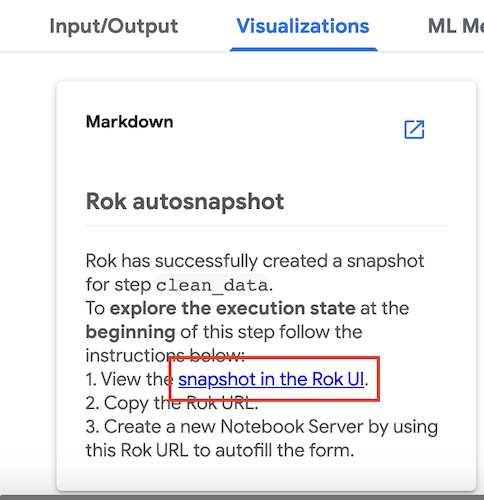 Input/Output Visualizations ML Me
Markdown
Rok autosnapshot
Rok has successfully created a snapshot
for step clean_data.
To explore the execution state at the
beginning of this step follow the
instructions below:
1. View the snapshot in the Rok UI.
2. Copy the Rok URL.
3. Create a new Notebook Server by using
this Rok URL to autofill the form.